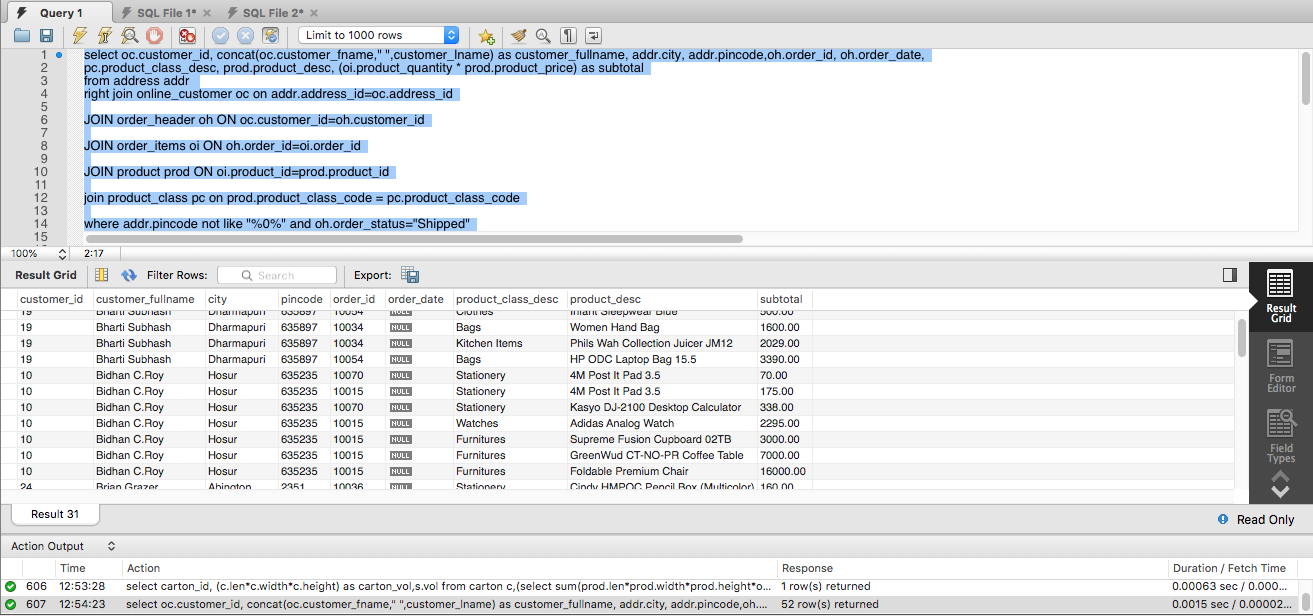 Query 1
SQL File 1*
SQL File 2*
Limit to 1000 rows
1 select oc.customer_id, concat(oc.customer_fname," ",customer_lname) as customer_fullname, addr.city, addr.pincode,oh.order_id, oh.order_date,
2 pc.product_class_desc, prod.product_desc, (oi.product_quantity * prod.product_price) as subtotal
3 from address addr
4 right join online_customer oc on addr.address_id=oc.address_id
5
6 JOIN order_header oh ON oc.customer_id=oh.customer_id
7
8 JOIN order_items oi ON oh.order_id=oi.order_id
9
10 JOIN product prod ON oi.product_id=prod.product_id
11
12 join product_class pc on prod.product_class_code = pc.product_class_code
13
14 where addr.pincode not like "%0%" and oh.order_status="Shipped"
15
100% 2:17
Result Grid Filter Rows: Search Export:
customer_id customer_fullname city pincode order_id order_date product_class_desc product_desc subtotal
19 Bharti Subhash Dharmapuri 635897 10054 NULL Clothes Infant Sleepwear Blue 500.00
19 Bharti Subhash Dharmapuri 635897 10034 NULL Bags Women Hand Bag 1600.00
19 Bharti Subhash Dharmapuri 635897 10034 NULL Kitchen Items Phils Wah Collection Juicer JM12 2029.00
19 Bharti Subhash Dharmapuri 635897 10054 NULL Bags HP ODC Laptop Bag 15.5 3390.00
10 Bidhan C.Roy Hosur 635235 10070 NULL Stationery 4M Post It Pad 3.5 70.00
10 Bidhan C.Roy Hosur 635235 10015 NULL Stationery 4M Post It Pad 3.5 175.00
10 Bidhan C.Roy Hosur 635235 10070 NULL Stationery Kasyo DJ-2100 Desktop Calculator 338.00
10 Bidhan C.Roy Hosur 635235 10015 NULL Watches Adidas Analog Watch 2295.00
10 Bidhan C.Roy Hosur 635235 10015 NULL Furnitures Supreme Fusion Cupboard 02TB 3000.00
10 Bidhan C.Roy Hosur 635235 10015 NULL Furnitures GreenWud CT-NO-PR Coffee Table 7000.00
10 Bidhan C.Roy Hosur 635235 10015 NULL Furnitures Foldable Premium Chair 16000.00
24 Brian Grazer Abington 2351 10036 NULL Stationery Cindy HMPOC Pencil Box (Multicolor) 160.00
Result Grid
Form Editor
Field Types
Result 31
Read Only
Action Output
Time Action Response Duration / Fetch Time
606 12:53:28 select carton_id, (c.len*c.width*c.height) as carton_vol,s.vol from carton c,(select sum(prod.len*prod.width*prod.height*o... 1 row(s) returned 0.00063 sec / 0.000...
607 12:54:23 select oc.customer_id, concat(oc.customer_fname," ",customer_lname) as customer_fullname, addr.city, addr.pincode,oh.... 52 row(s) returned 0.0015 sec / 0.00002...